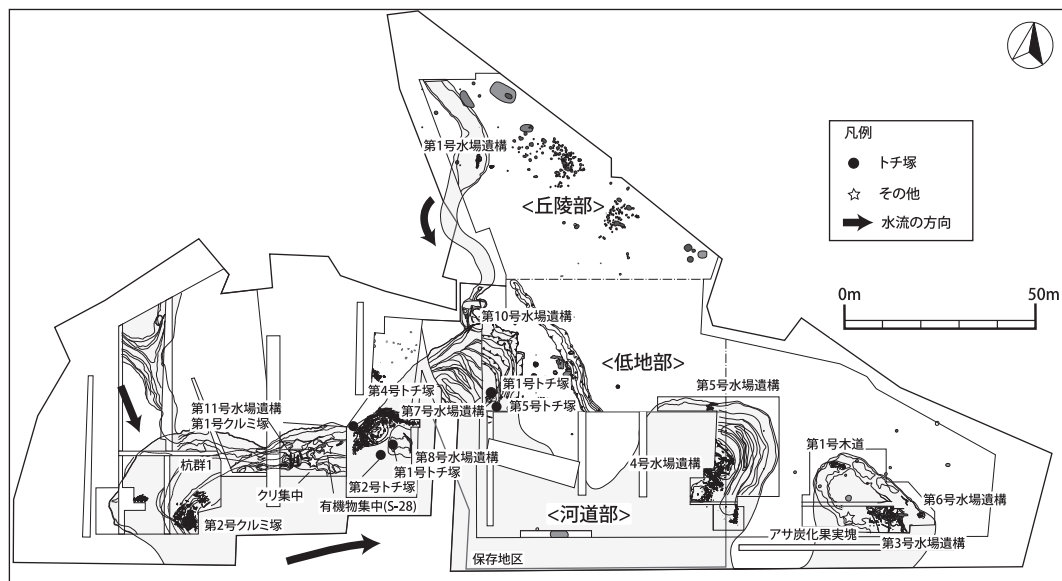 第1号水場遺構
<丘陵部>
凡例
トチ塚
その他
水流の方向
0m
50m
第10号水場遺構
<低地部>
第4号トチ塚
第1号トチ塚
第5号水場遺構
第11号水場遺構
第7号水場遺構
第5号トチ塚
第1号クルミ塚
第8号水場遺構
4号水場遺構
第1号木道
杭群1
第1号トチ塚
クリ集中
第2号トチ塚
有機物集中(S-28)
第6号水場遺構
第2号クルミ塚
<河道部>
アサ炭化果実塊
第3号水場遺構
保存地区